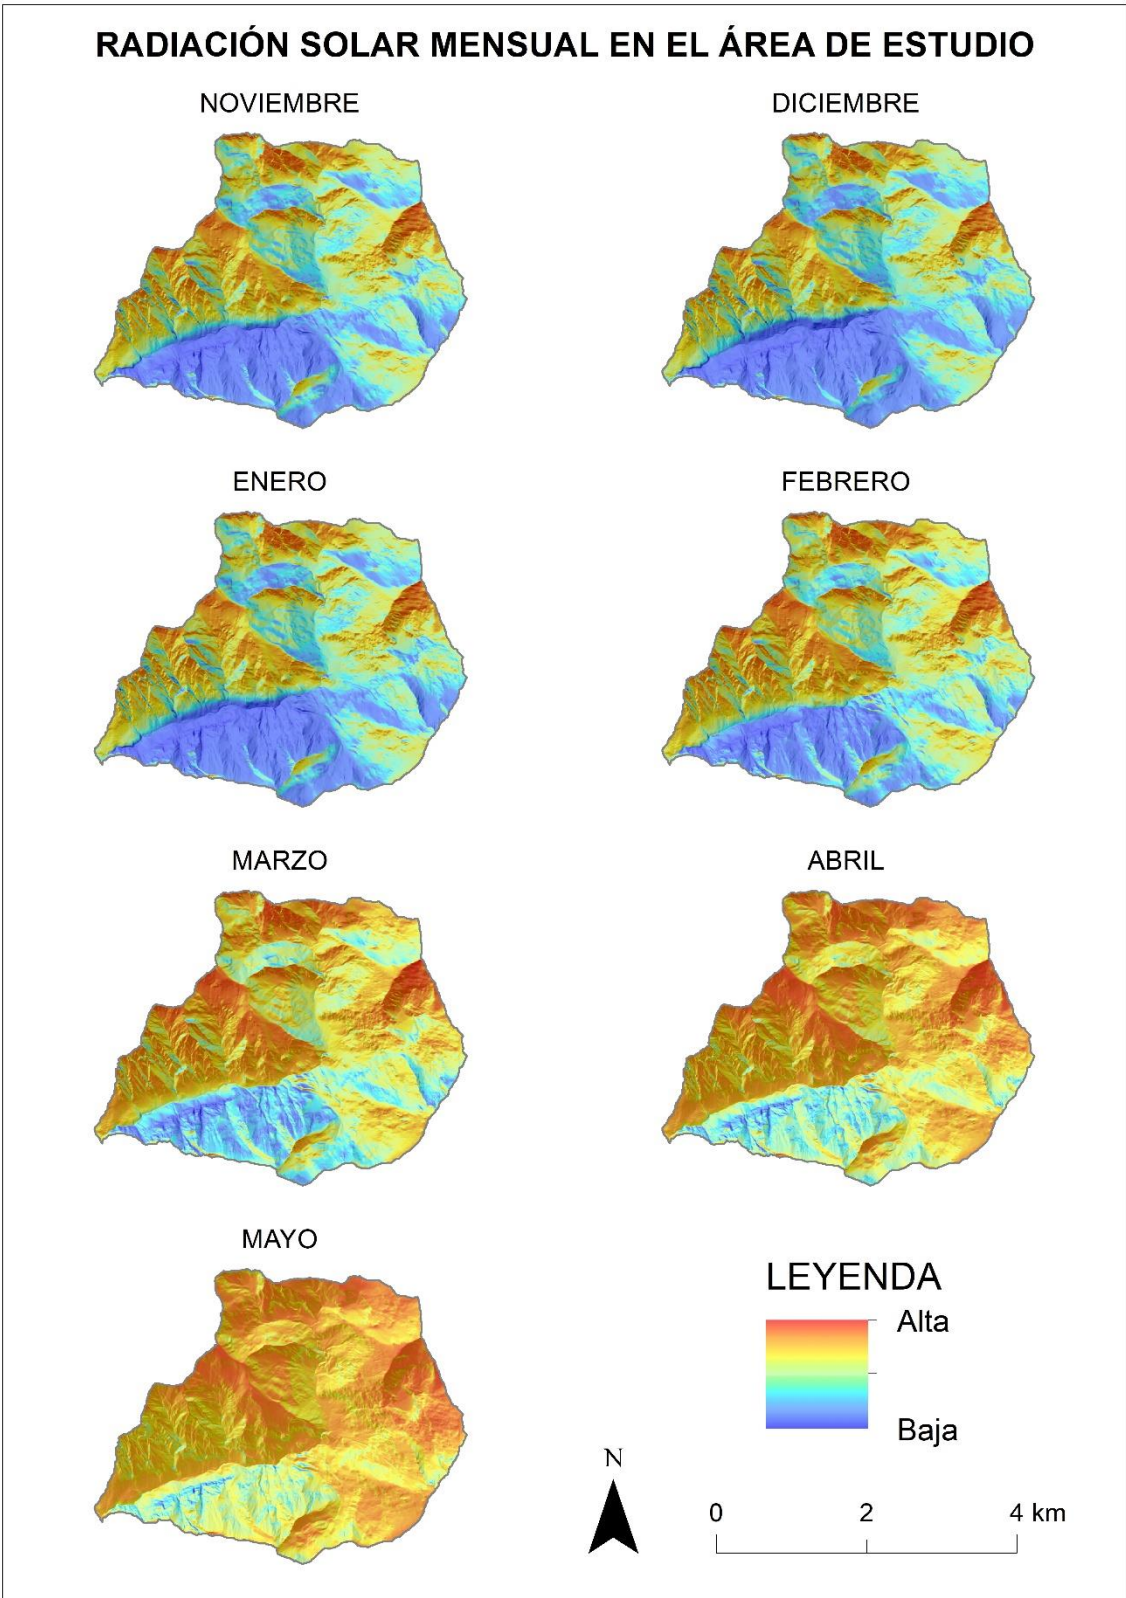 RADIACIÓN SOLAR MENSUAL EN EL ÁREA DE ESTUDIO
NOVIEMBRE
DICIEMBRE
ENERO
FEBRERO
MARZO
ABRIL
MAYO
LEYENDA
Alta
Baja
N
0 2 4 km